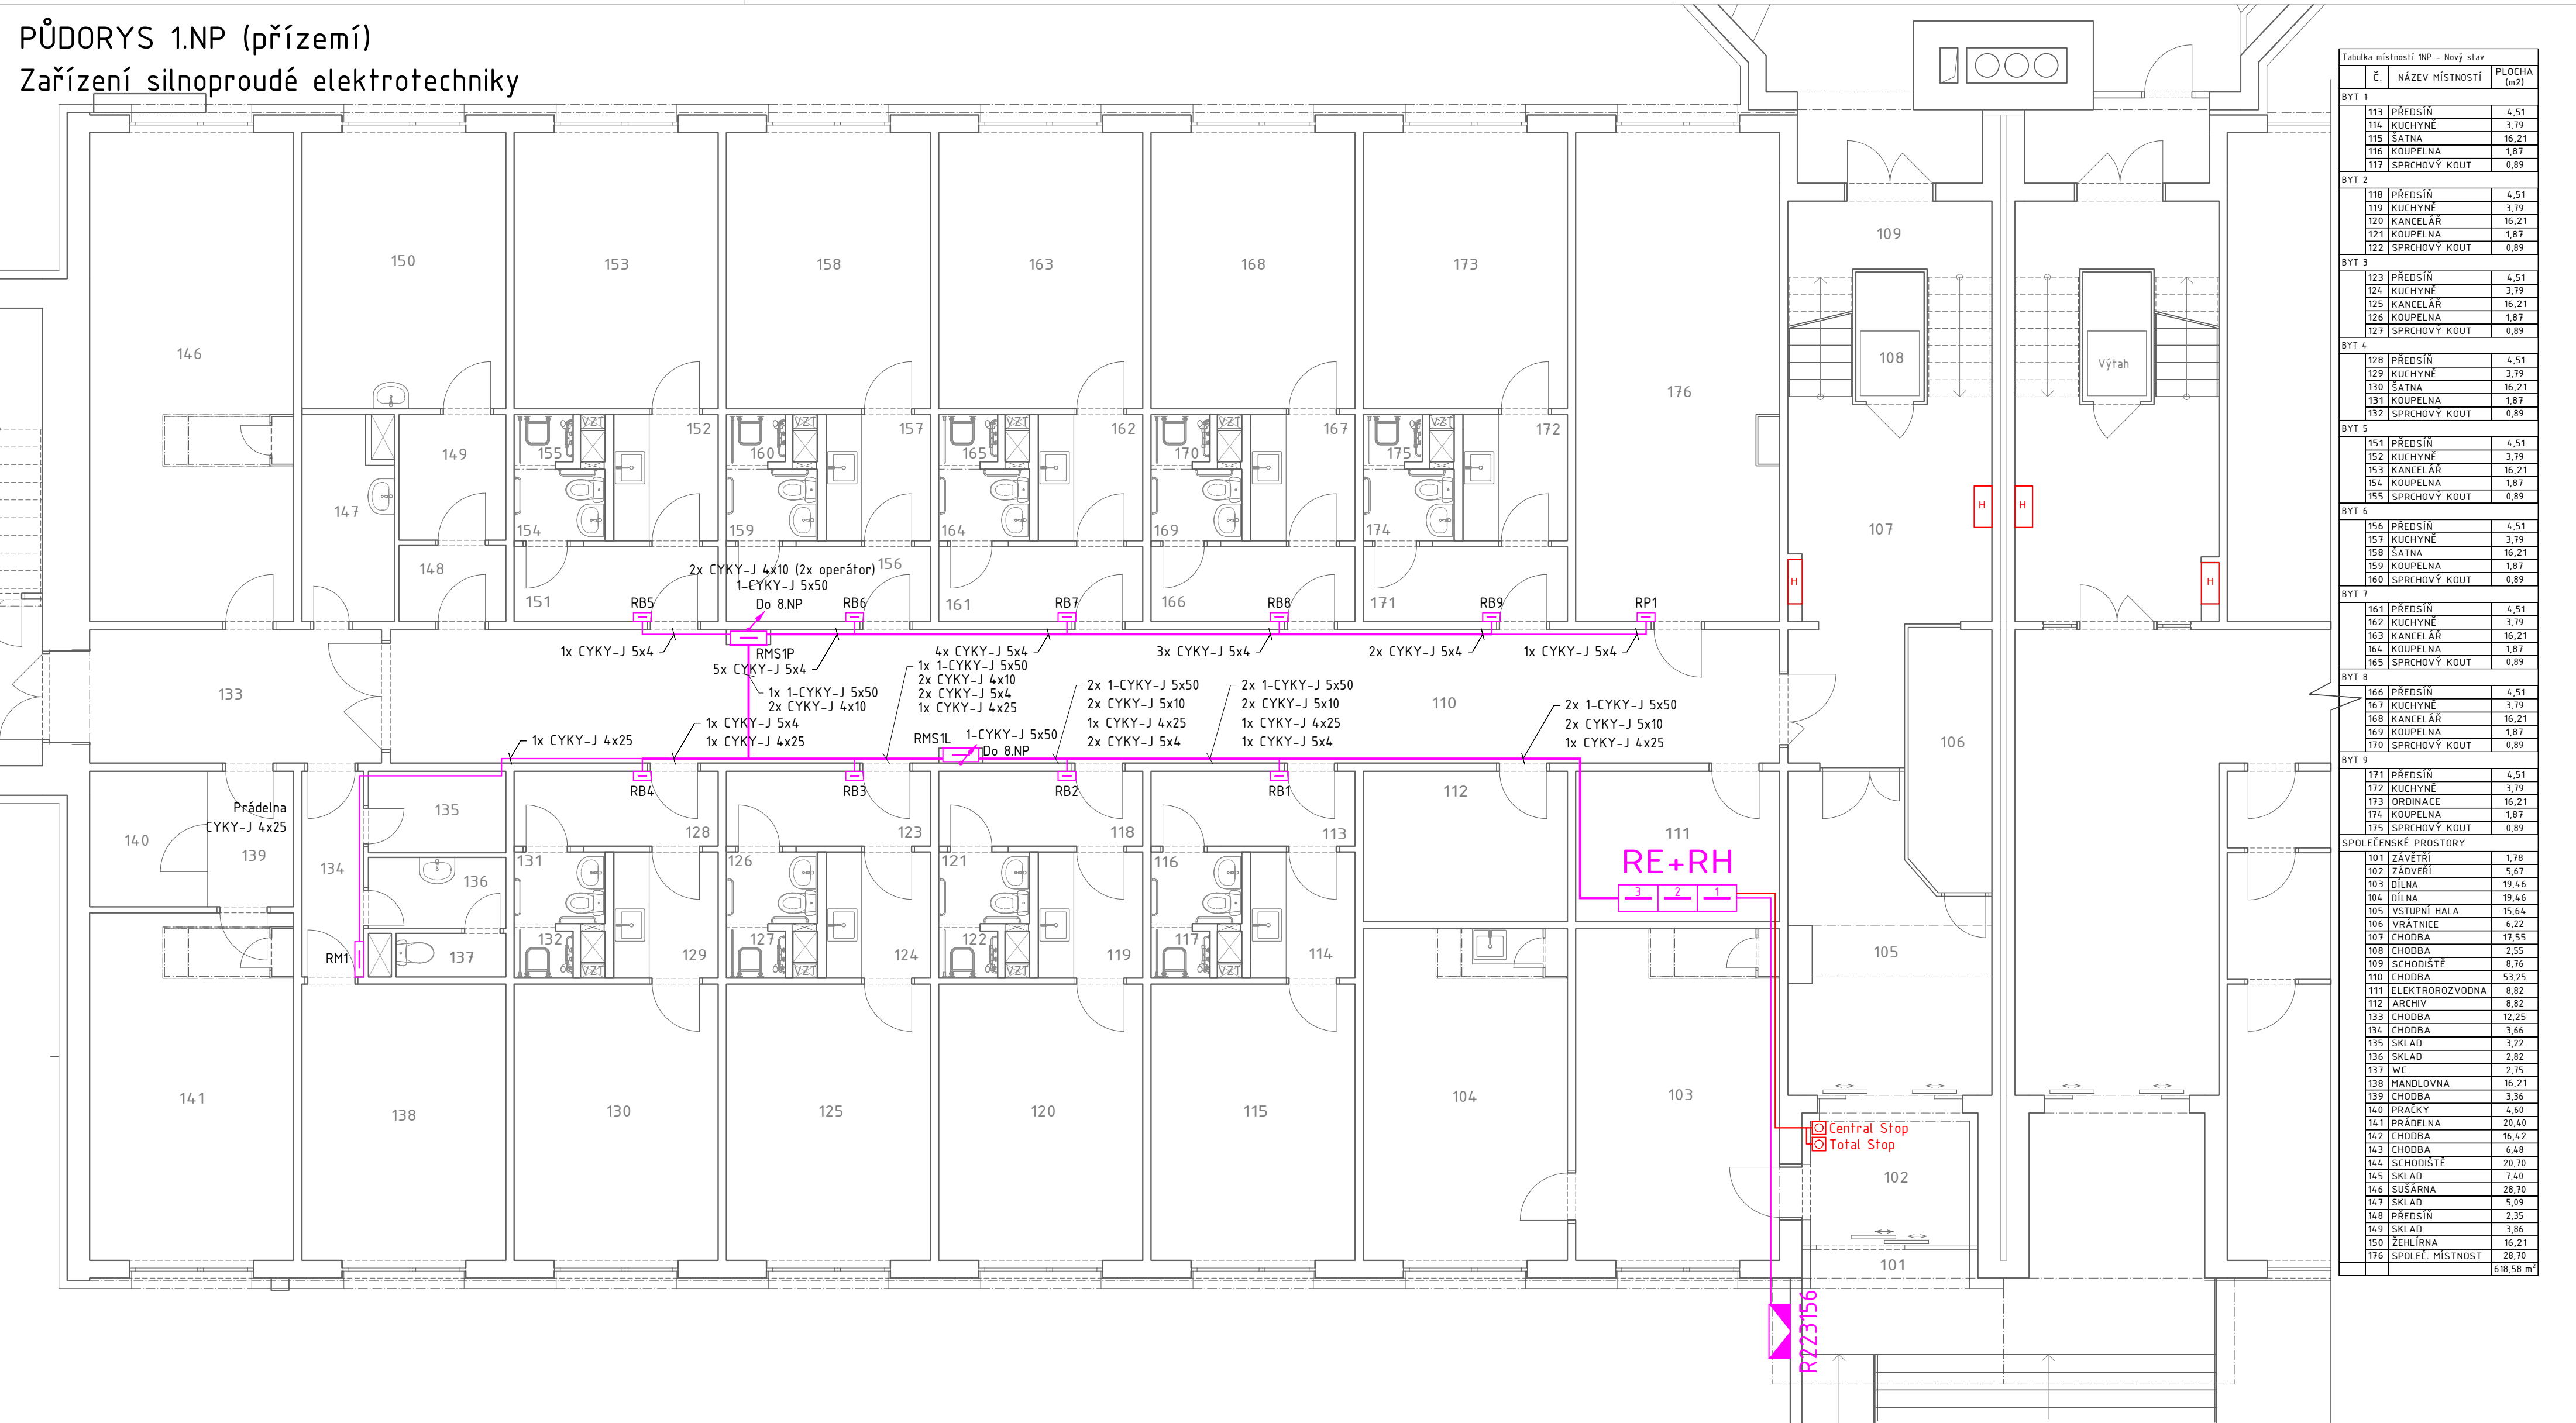 PŮDORYS 1.NP (přízemí)
Zařízení silnoproudé elektrotechniky
146
150
153
158
163
168
173
176
109
108
107
Výtah
H
H
H
H
149
147
148
VZT
VZT
VZT
VZT
VZT
152
155
154
151
157
160
159
156
162
165
164
161
167
170
169
166
172
175
174
171
2x CYKY-J 4x10 (2x operátor)
1-CYKY-J 5x50
Do 8.NP
RB5
RB6
RB7
RB8
RB9
RP1
1x CYKY-J 5x4
RMS1P
5x CYKY-J 5x4
4x CYKY-J 5x4
3x CYKY-J 5x4
2x CYKY-J 5x4
1x CYKY-J 5x4
133
110
106
1x 1-CYKY-J 5x50
2x CYKY-J 4x10
1x 1-CYKY-J 5x50
2x CYKY-J 4x10
2x CYKY-J 5x4
1x CYKY-J 4x25
1x CYKY-J 4x25
1x CYKY-J 5x4
1x CYKY-J 4x25
RMS1L
1-CYKY-J 5x50
Do 8.NP
2x 1-CYKY-J 5x50
2x CYKY-J 5x10
1x CYKY-J 4x25
2x CYKY-J 5x4
2x 1-CYKY-J 5x50
2x CYKY-J 5x10
1x CYKY-J 4x25
1x CYKY-J 5x4
2x 1-CYKY-J 5x50
2x CYKY-J 5x10
1x CYKY-J 4x25
RB4
RB3
RB2
RB1
Prádelna
CYKY-J 4x25
140
139
134
135
136
137
RM1
128
131
132
129
123
126
127
124
118
121
122
119
113
116
117
114
VZT
VZT
VZT
VZT
112
111
RE+RH
3 2 1
105
141
138
130
125
120
115
104
103
Central Stop
Total Stop
102
101
R223156
Tabulka místností 1NP - Nový stav
Č. NÁZEV MÍSTNOSTÍ PLOCHA (m2)
BYT 1
113 PŘEDSÍŇ 4,51
114 KUCHYNĚ 3,79
115 ŠATNA 16,21
116 KOUPELNA 1,87
117 SPRCHOVÝ KOUT 0,89
BYT 2
118 PŘEDSÍŇ 4,51
119 KUCHYNĚ 3,79
120 KANCELÁŘ 16,21
121 KOUPELNA 1,87
122 SPRCHOVÝ KOUT 0,89
BYT 3
123 PŘEDSÍŇ 4,51
124 KUCHYNĚ 3,79
125 KANCELÁŘ 16,21
126 KOUPELNA 1,87
127 SPRCHOVÝ KOUT 0,89
BYT 4
128 PŘEDSÍŇ 4,51
129 KUCHYNĚ 3,79
130 ŠATNA 16,21
131 KOUPELNA 1,87
132 SPRCHOVÝ KOUT 0,89
BYT 5
151 PŘEDSÍŇ 4,51
152 KUCHYNĚ 3,79
153 KANCELÁŘ 16,21
154 KOUPELNA 1,87
155 SPRCHOVÝ KOUT 0,89
BYT 6
156 PŘEDSÍŇ 4,51
157 KUCHYNĚ 3,79
158 ŠATNA 16,21
159 KOUPELNA 1,87
160 SPRCHOVÝ KOUT 0,89
BYT 7
161 PŘEDSÍŇ 4,51
162 KUCHYNĚ 3,79
163 KANCELÁŘ 16,21
164 KOUPELNA 1,87
165 SPRCHOVÝ KOUT 0,89
BYT 8
166 PŘEDSÍŇ 4,51
167 KUCHYNĚ 3,79
168 KANCELÁŘ 16,21
169 KOUPELNA 1,87
170 SPRCHOVÝ KOUT 0,89
BYT 9
171 PŘEDSÍŇ 4,51
172 KUCHYNĚ 3,79
173 ORDINACE 16,21
174 KOUPELNA 1,87
175 SPRCHOVÝ KOUT 0,89
SPOLEČENSKÉ PROSTORY
101 ZÁVĚTŘÍ 1,78
102 ZÁDVEŘÍ 5,67
103 DÍLNA 19,46
104 DÍLNA 19,46
105 VSTUPNÍ HALA 15,64
106 VRÁTNICE 6,22
107 CHODBA 17,55
108 CHODBA 2,55
109 SCHODIŠTĚ 8,76
110 CHODBA 53,25
111 ELEKTROROZVODNA 8,82
112 ARCHIV 8,82
133 CHODBA 12,25
134 CHODBA 3,66
135 SKLAD 3,22
136 SKLAD 2,82
137 WC 2,75
138 MANDLOVNA 16,21
139 CHODBA 3,36
140 PRAČKY 4,60
141 PRÁDELNA 20,40
142 CHODBA 16,42
143 CHODBA 6,48
144 SCHODIŠTĚ 20,70
145 SKLAD 7,40
146 SUŠÁRNA 28,70
147 SKLAD 5,09
148 PŘEDSÍŇ 2,35
149 SKLAD 3,86
150 ŽEHLÍRNA 16,21
176 SPOLEČ. MÍSTNOST 28,70
618,58 m²